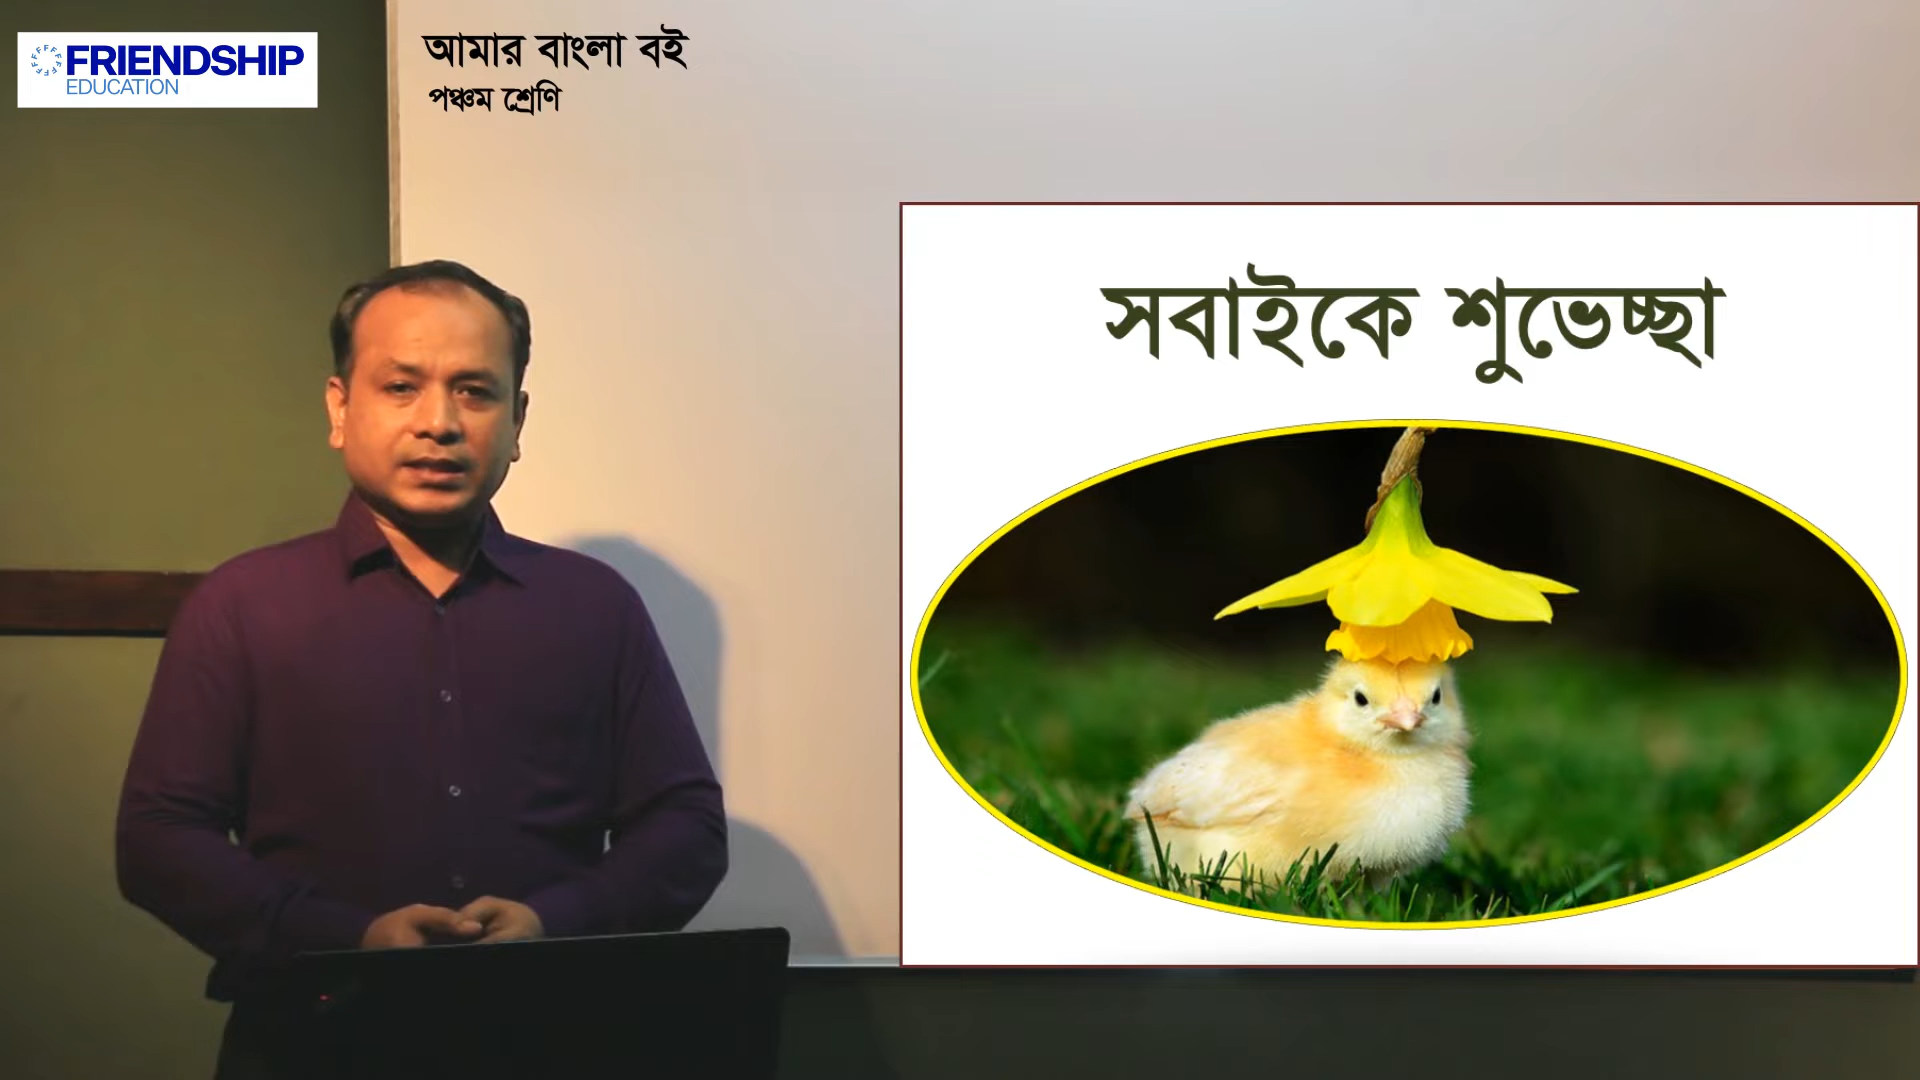 FRIENDSHIP
EDUCATION
আমার বাংলা বই
পঞ্চম শ্রেণি
সবাইকে শুভেচ্ছা